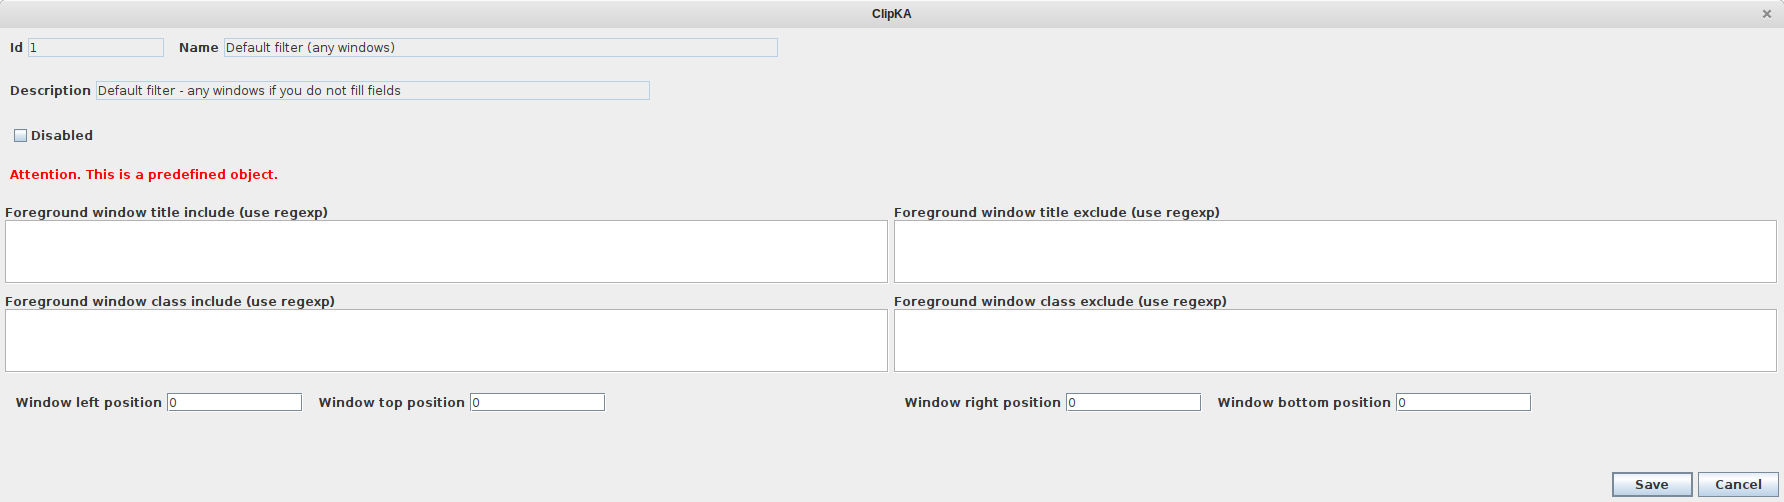 ClipKA
Id 1 Name Default filter (any windows)
Description Default filter - any windows if you do not fill fields
Disabled
Attention. This is a predefined object.
Foreground window title include (use regexp) Foreground window title exclude (use regexp)
Foreground window class include (use regexp) Foreground window class exclude (use regexp)
Window left position 0 Window top position 0 Window right position 0 Window bottom position 0
Save Cancel